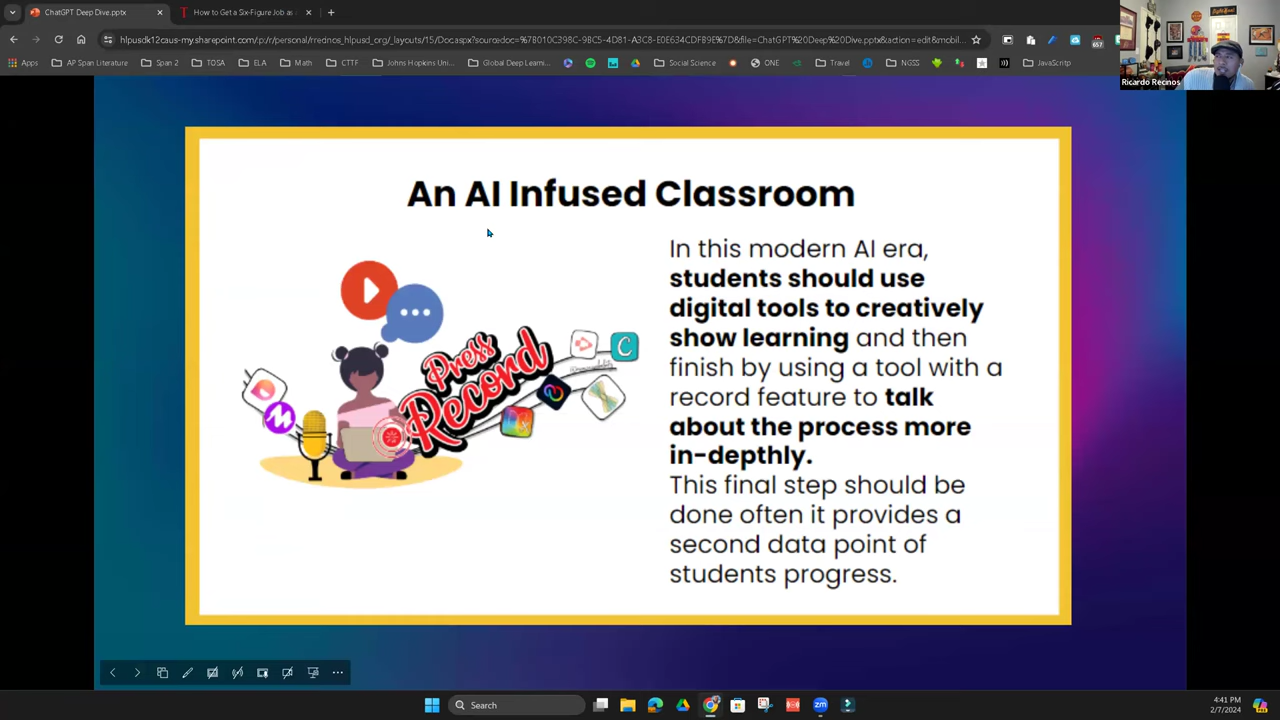 ChatGPT Deep Dive.pptx
How to Get a Six-Figure Job as
Apps
AP Span Literature
Span 2
TOSA
ELA
Math
CTTF
Johns Hopkins Uni...
Global Deep Learni...
Social Science
ONE
Travel
NGSS
JavaScritp
Ricardo Recinos
An AI Infused Classroom
In this modern AI era,
students should use
digital tools to creatively
show learning and then
finish by using a tool with a
record feature to talk
about the process more
in-depthly.
This final step should be
done often it provides a
second data point of
students progress.
Press
Record
Search
4:41 PM
2/7/2024